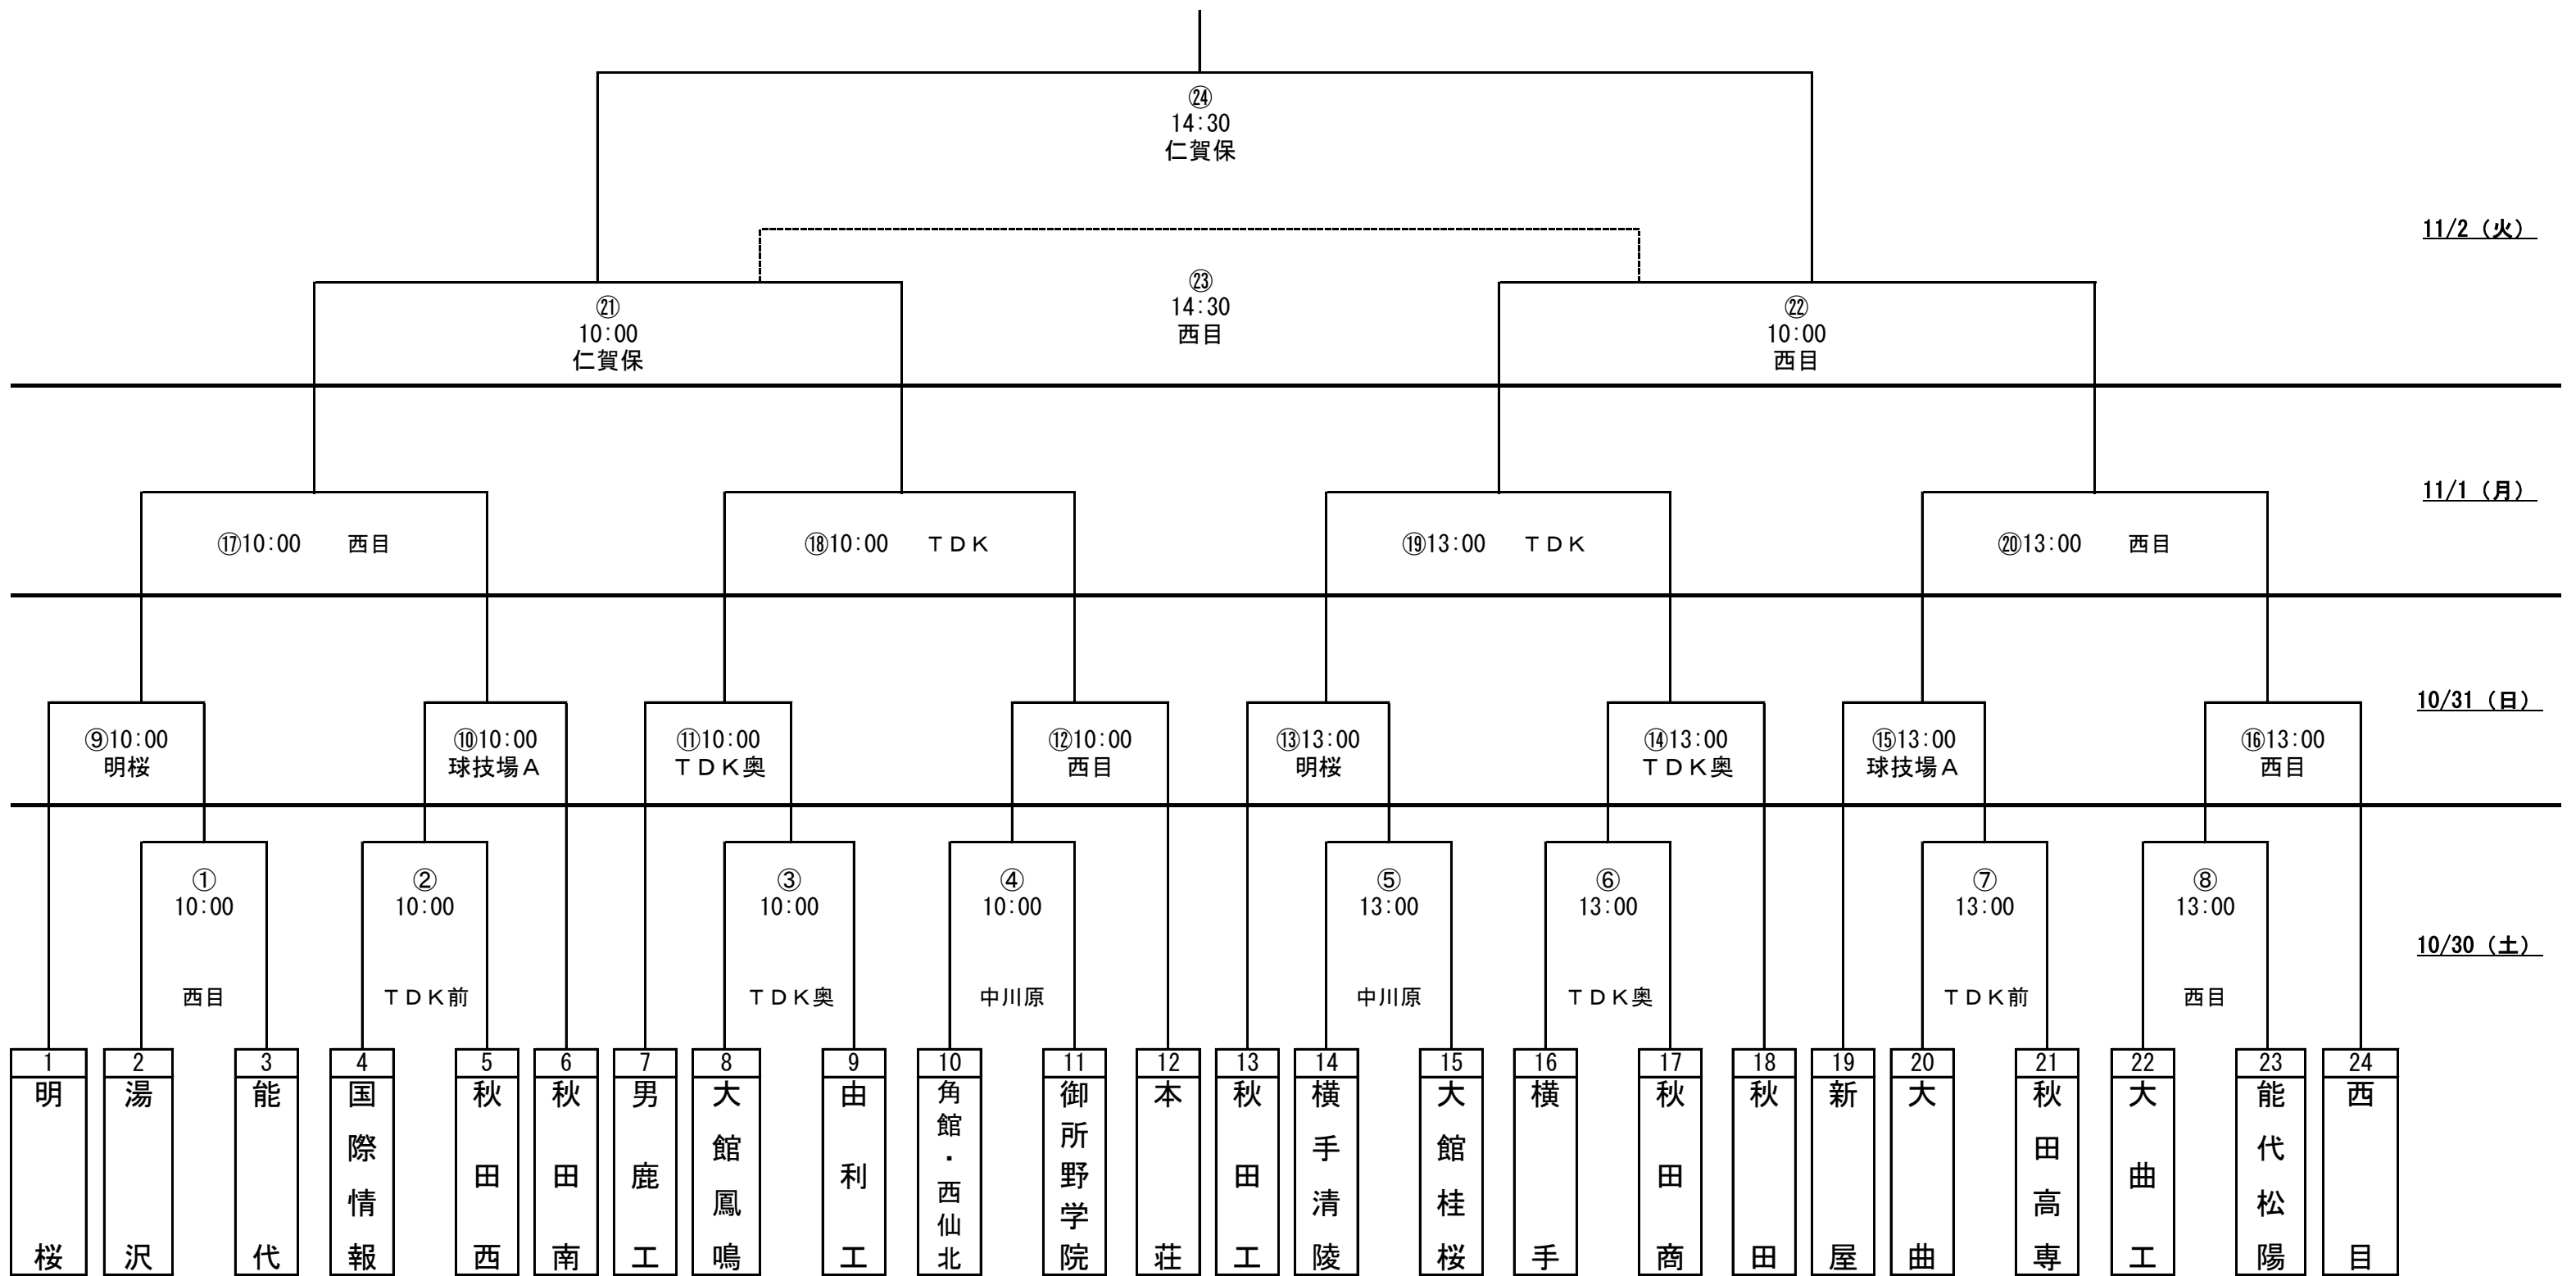 ㉔
14:30
仁賀保
11/2（火）
㉓
14:30
西目
㉑
10:00
仁賀保
㉒
10:00
西目
11/1（月）
⑰10:00 西目
⑱10:00 ＴＤＫ
⑲13:00 ＴＤＫ
⑳13:00 西目
10/31（日）
⑨10:00
明桜
⑩10:00
球技場Ａ
⑪10:00
ＴＤＫ奥
⑫10:00
西目
⑬13:00
明桜
⑭13:00
ＴＤＫ奥
⑮13:00
球技場Ａ
⑯13:00
西目
10/30（土）
①
10:00
西目
②
10:00
ＴＤＫ前
③
10:00
ＴＤＫ奥
④
10:00
中川原
⑤
13:00
中川原
⑥
13:00
ＴＤＫ奥
⑦
13:00
ＴＤＫ前
⑧
13:00
西目
1
明桜
2
湯沢
3
能代
4
国際情報
5
秋田西
6
秋田南
7
男鹿工
8
大館鳳鳴
9
由利工
10
角館・西仙北
11
御所野学院
12
本荘
13
秋田工
14
横手清陵
15
大館桂桜
16
横手
17
秋田商
18
秋田
19
新屋
20
大曲
21
秋田高専
22
大曲工
23
能代松陽
24
西目